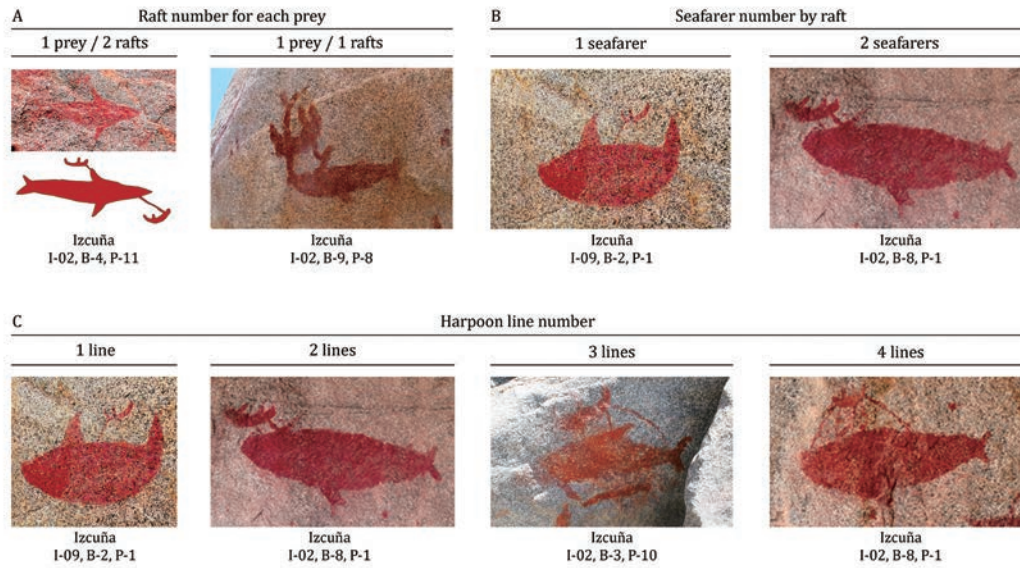 A
Raft number for each prey
1 prey / 2 rafts
1 prey / 1 rafts
Izcuña
I-02, B-4, P-11
Izcuña
I-02, B-9, P-8
B
Seafarer number by raft
1 seafarer
2 seafarers
Izcuña
I-09, B-2, P-1
Izcuña
I-02, B-8, P-1
C
Harpoon line number
1 line
2 lines
3 lines
4 lines
Izcuña
I-09, B-2, P-1
Izcuña
I-02, B-8, P-1
Izcuña
I-02, B-3, P-10
Izcuña
I-02, B-8, P-1